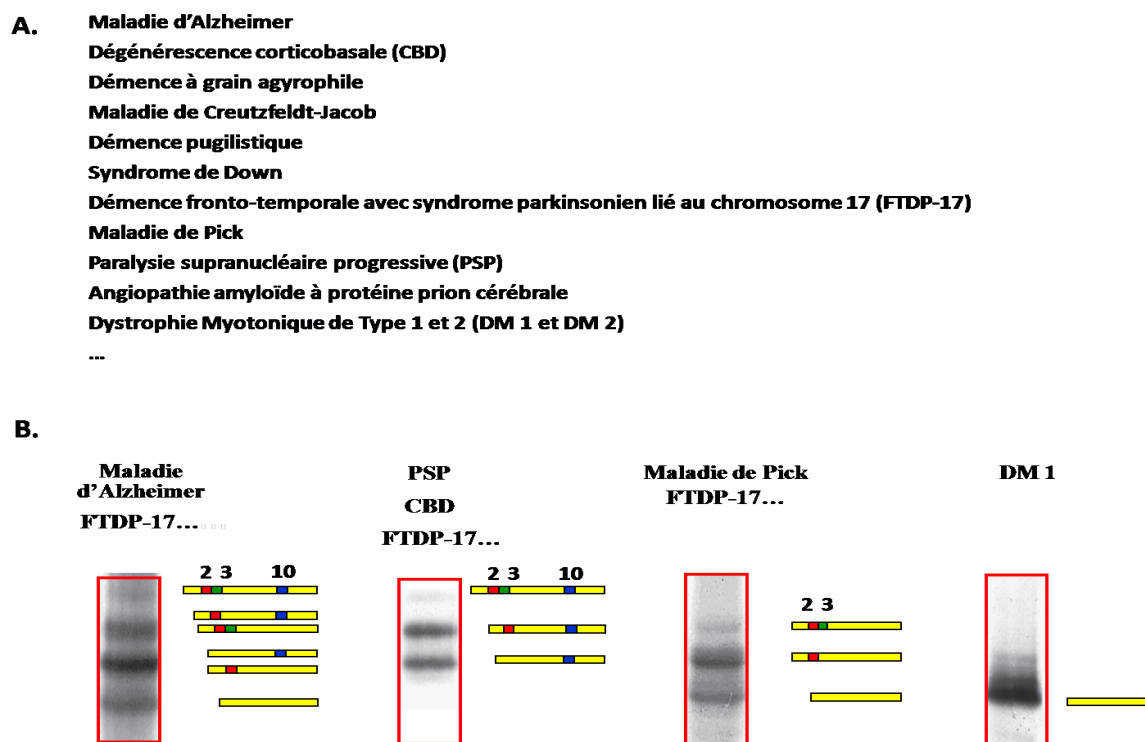 A.
Maladie d'Alzheimer
Dégénérescence corticobasale (CBD)
Démence à grain agyrophile
Maladie de Creutzfeldt-Jacob
Démence pugilistique
Syndrome de Down
Démence fronto-temporale avec syndrome parkinsonien lié au chromosome 17 (FTDP-17)
Maladie de Pick
Paralysie supranucléaire progressive (PSP)
Angiopathie amyloïde à protéine prion cérébrale
Dystrophie Myotonique de Type 1 et 2 (DM 1 et DM 2)
...
B.
Maladie
d'Alzheimer
FTDP-17...
2 3 10
PSP
CBD
FTDP-17...
2 3 10
Maladie de Pick
FTDP-17...
2 3
DM 1